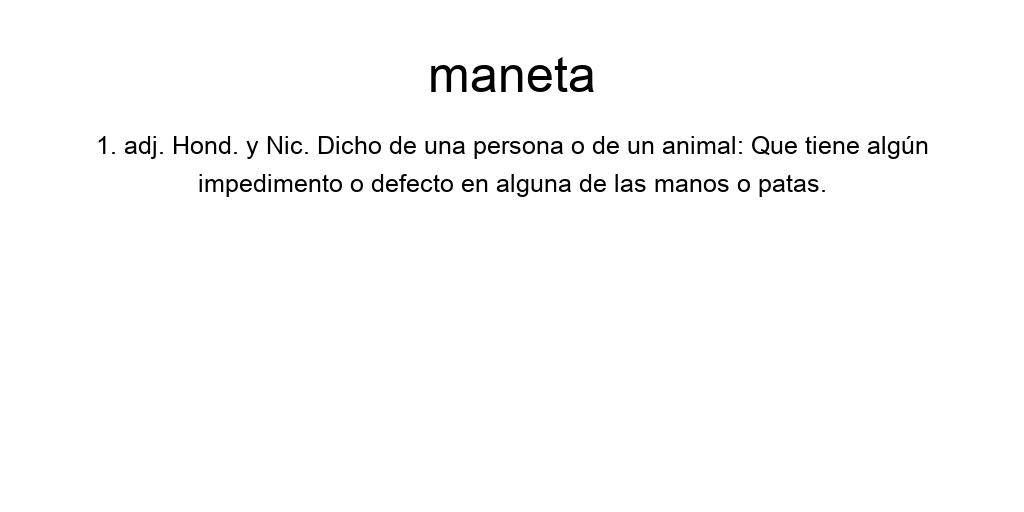 maneta
1. adj. Hond. y Nic. Dicho de una persona o de un animal: Que tiene algún
impedimento o defecto en alguna de las manos o patas.